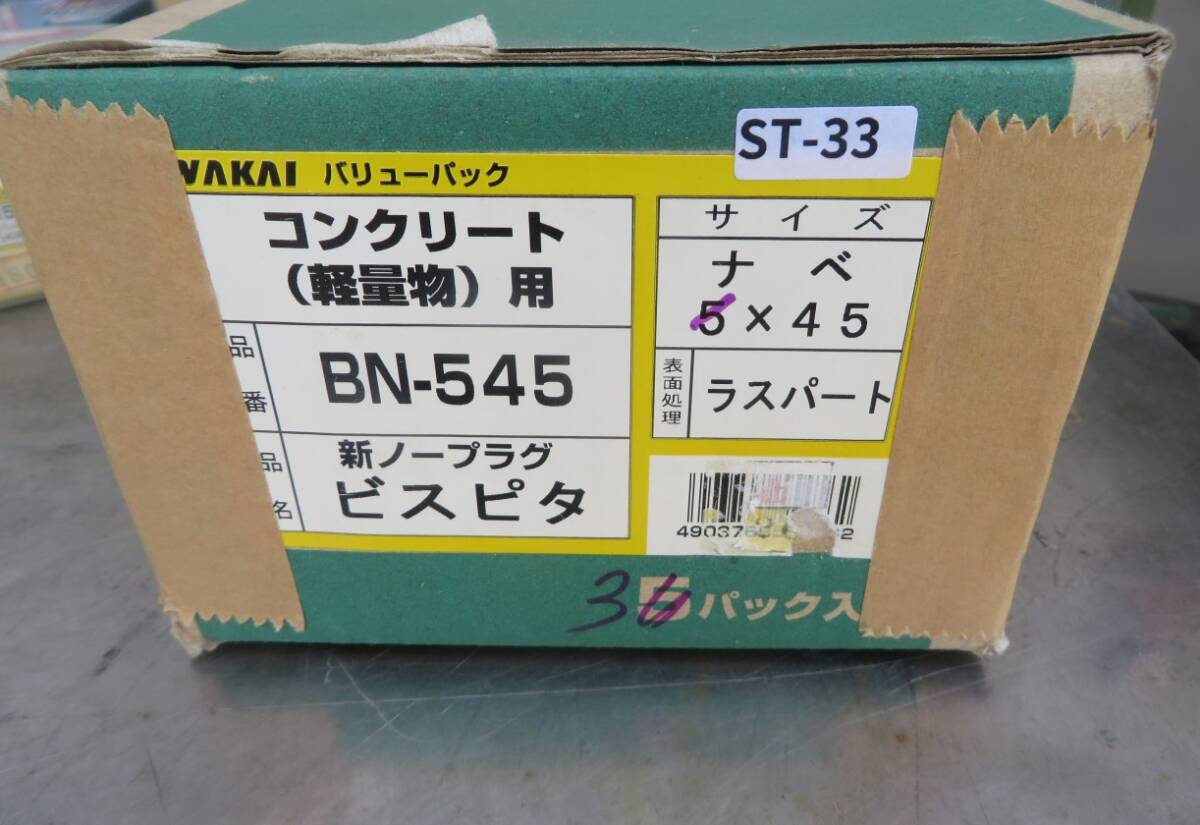 ST-33
WAKAI バリューパック
コンクリート
（軽量物）用
品番
BN-545
品名
新ノープラグ
ビスピタ
サイズ
ナベ
5×45
表面処理
ラスパート
3
5パック入